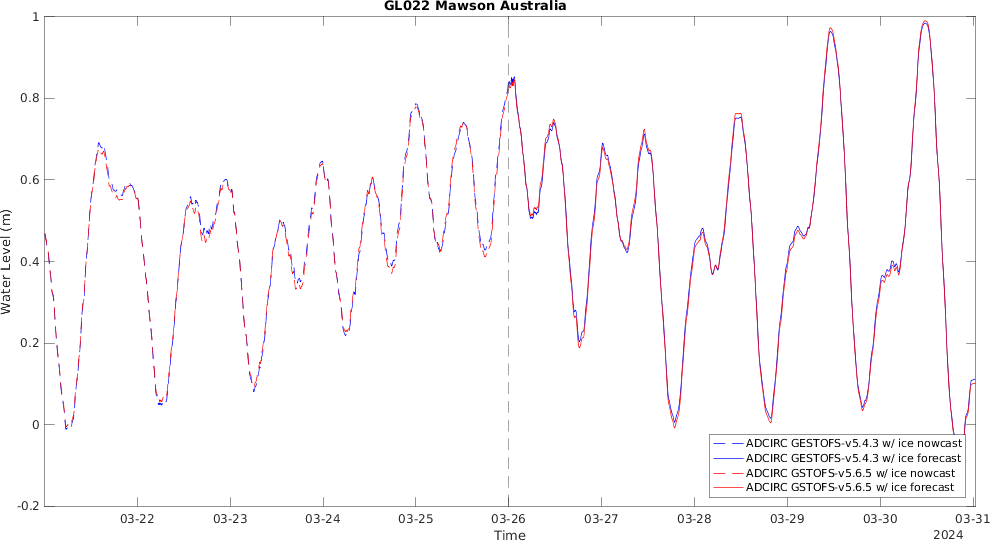 GL022 Mawson Australia
Water Level (m)
1
0.8
0.6
0.4
0.2
0
-0.2
ADCIRC GESTOFS-v5.4.3 w/ ice nowcast
ADCIRC GESTOFS-v5.4.3 w/ ice forecast
ADCIRC GSTOFS-v5.6.5 w/ ice nowcast
ADCIRC GSTOFS-v5.6.5 w/ ice forecast
03-22 03-23 03-24 03-25 03-26 03-27 03-28 03-29 03-30 03-31
Time
2024